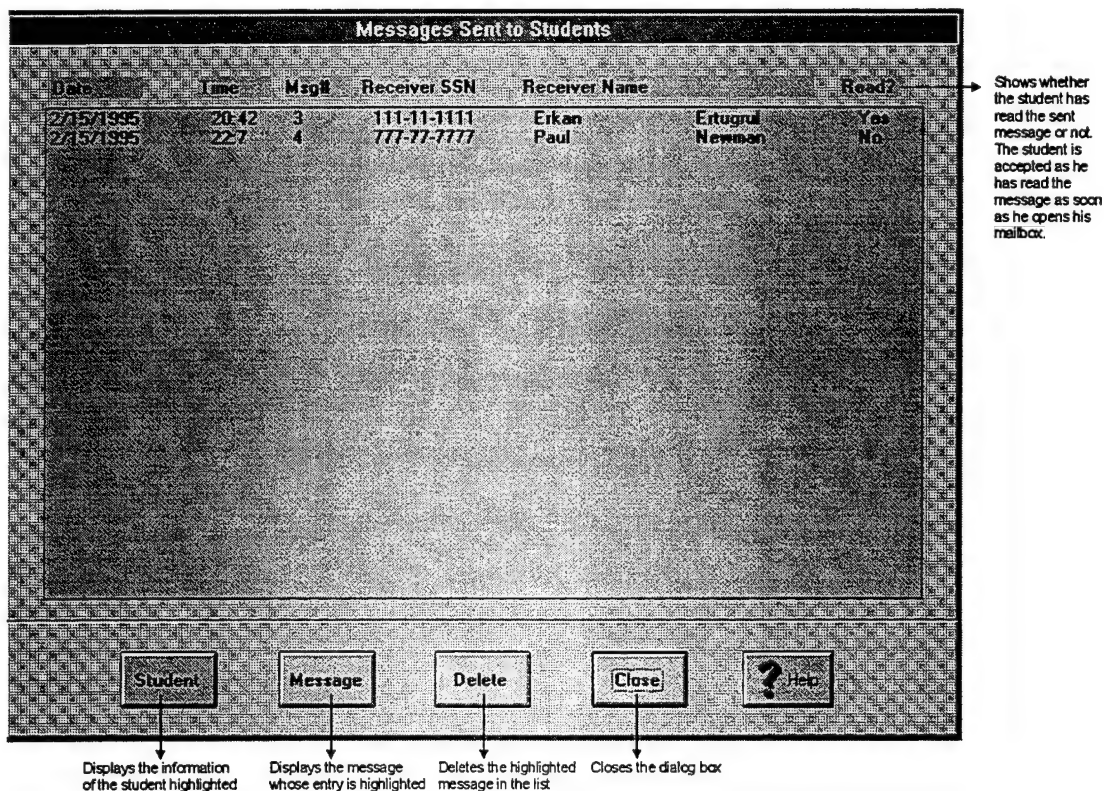 Messages Sent to Students
Date Time Msg# Receiver SSN Receiver Name Read?
2/15/1995 20:42 3 111-11-1111 Erkan Ertugrul Yes
2/15/1995 22:7 4 777-77-7777 Paul Newman No
Shows whether
the student has
read the sent
message or not.
The student is
accepted as he
has read the
message as soon
as he opens his
mailbox.
Student Message Delete Close ? Help
Displays the information
of the student highlighted
Displays the message
whose entry is highlighted
Deletes the highlighted
message in the list
Closes the dialog box